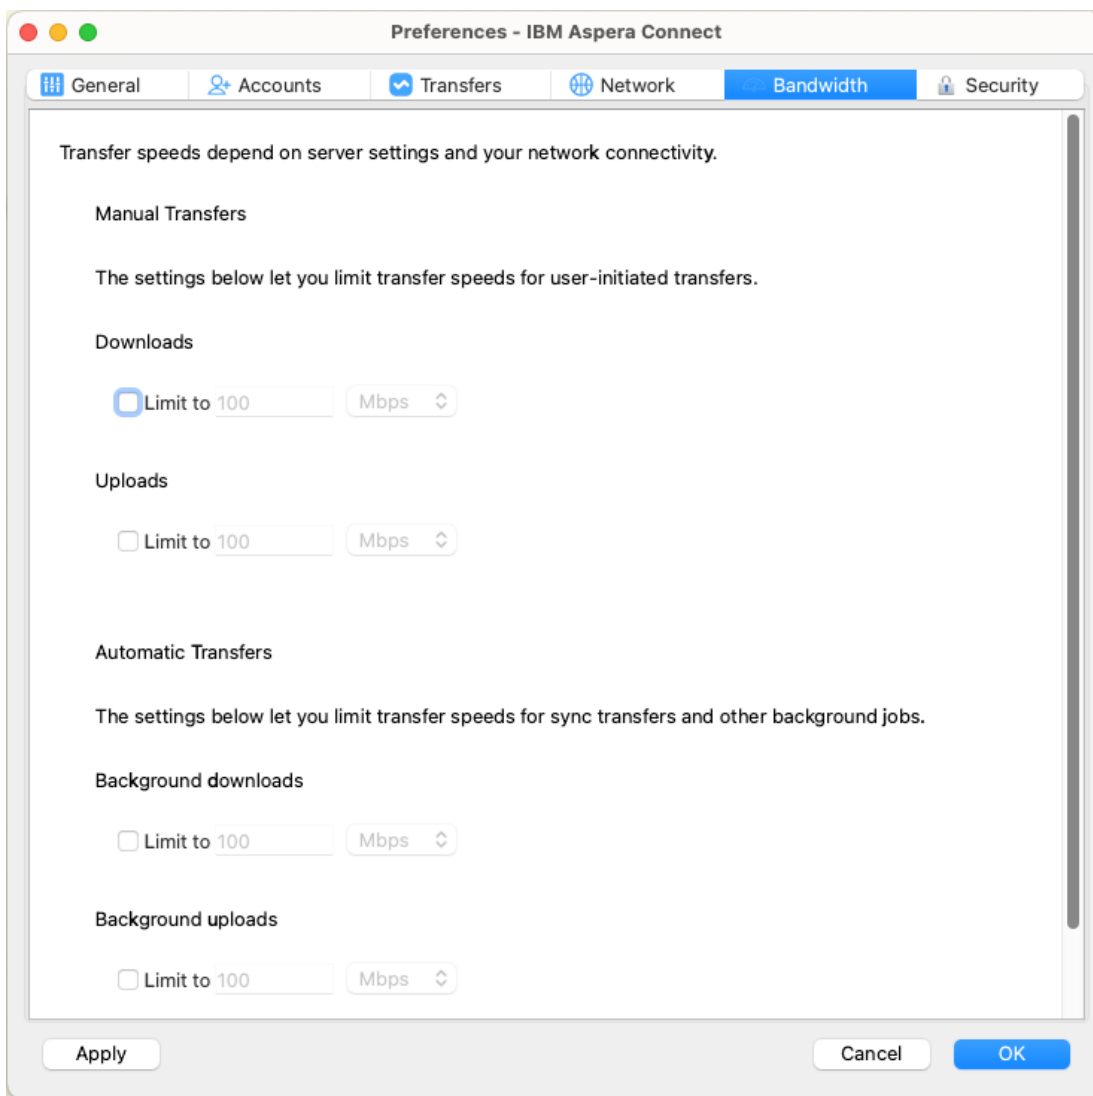 Preferences - IBM Aspera Connect
General Accounts Transfers Network Bandwidth Security
Transfer speeds depend on server settings and your network connectivity.
Manual Transfers
The settings below let you limit transfer speeds for user-initiated transfers.
Downloads
Limit to 100 Mbps
Uploads
Limit to 100 Mbps
Automatic Transfers
The settings below let you limit transfer speeds for sync transfers and other background jobs.
Background downloads
Limit to 100 Mbps
Background uploads
Limit to 100 Mbps
Apply Cancel OK